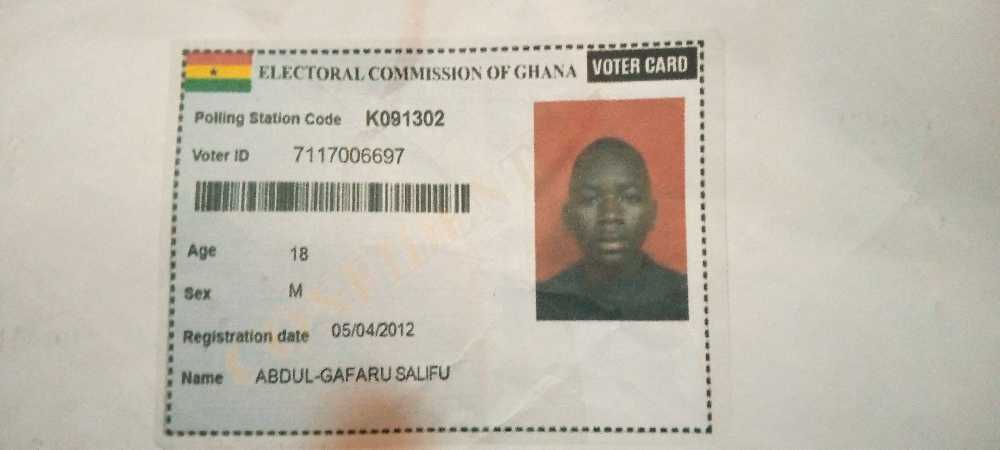 ELECTORAL COMMISSION OF GHANA VOTER CARD
Polling Station Code K091302
Voter ID 7117006697
Age 18
Sex M
Registration date 05/04/2012
Name ABDUL-GAFARU SALIFU